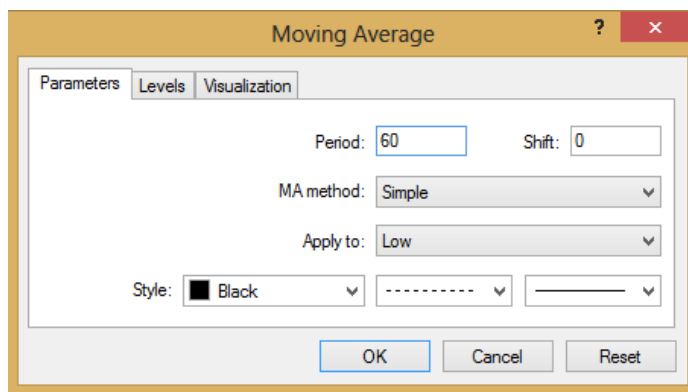 Moving Average ?
Parameters Levels Visualization
Period: 60 Shift: 0
MA method: Simple
Apply to: Low
Style: Black
OK Cancel Reset